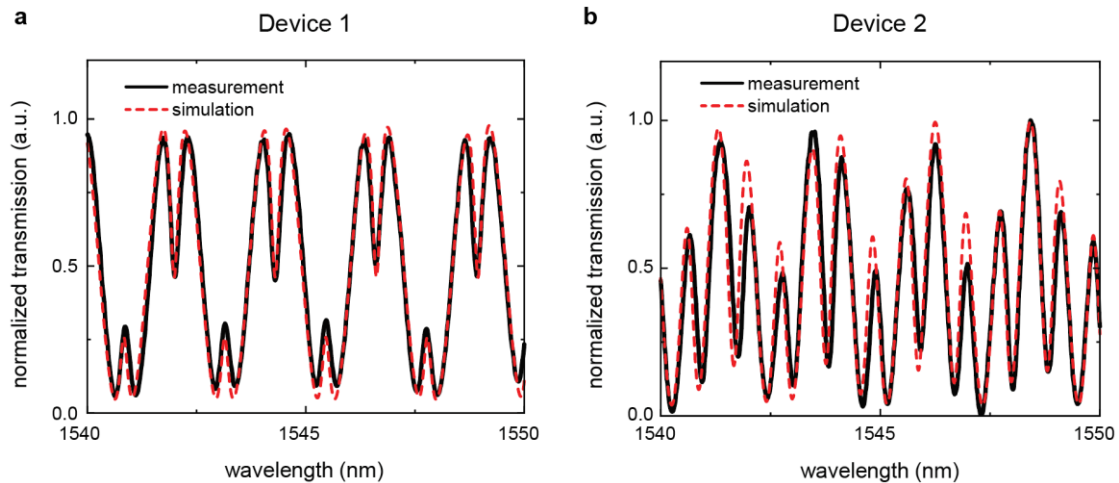 a
Device 1
measurement
simulation
normalized transmission (a.u.)
1.0
0.5
0.0
1540
1545
1550
wavelength (nm)
b
Device 2
measurement
simulation
normalized transmission (a.u.)
1.0
0.5
0.0
1540
1545
1550
wavelength (nm)